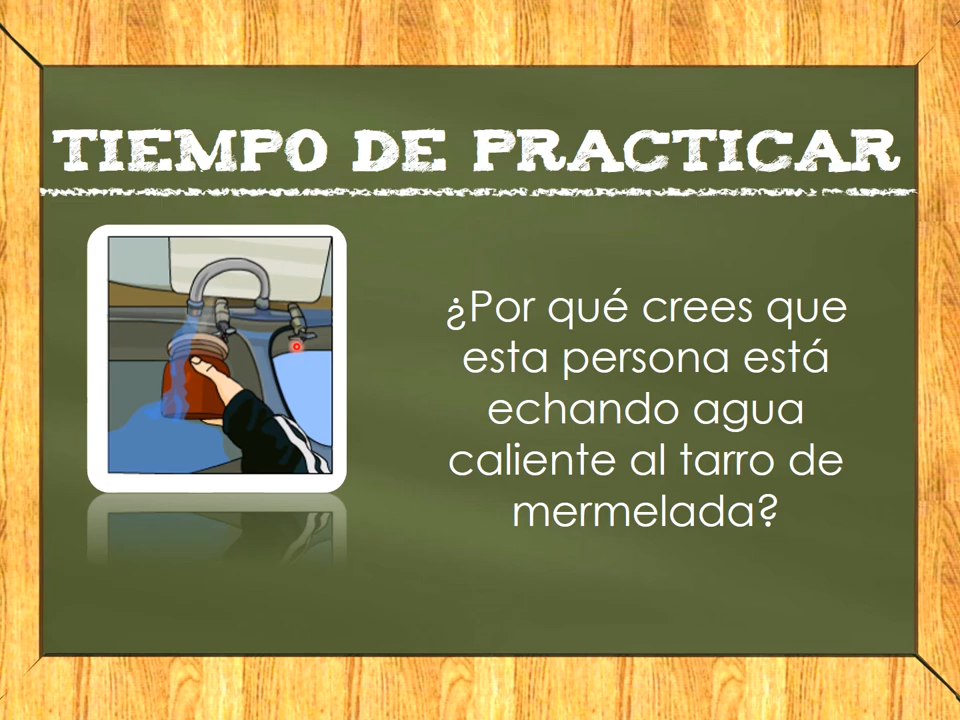 TIEMPO DE PRACTICAR
¿Por qué crees que
esta persona está
echando agua
caliente al tarro de
mermelada?